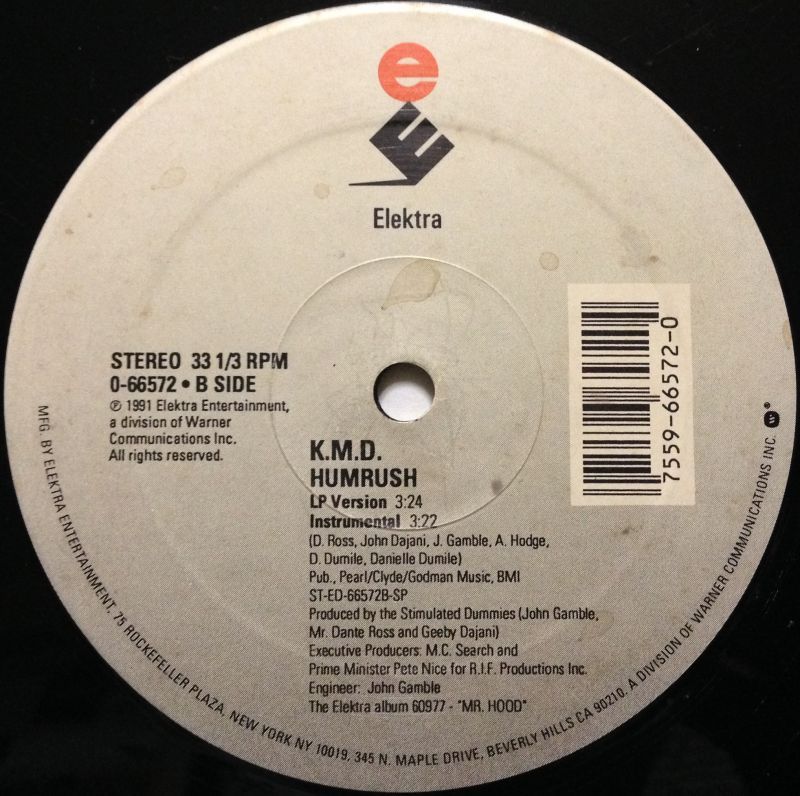 e
E
Elektra
STEREO 33 1/3 RPM
0-66572 • B SIDE
℗ 1991 Elektra Entertainment,
a division of Warner
Communications Inc.
All rights reserved.
7559-66572-0
K.M.D.
HUMRUSH
LP Version 3:24
Instrumental 3:22
(D. Ross, John Dajani, J. Gamble, A. Hodge,
D. Dumile, Danielle Dumile)
Pub., Pearl/Clyde/Godman Music, BMI
ST-ED-66572B-SP
Produced by the Stimulated Dummies (John Gamble,
Mr. Dante Ross and Geeby Dajani)
Executive Producers: M.C. Search and
Prime Minister Pete Nice for R.I.F. Productions Inc.
Engineer: John Gamble
The Elektra album 60977 - "MR. HOOD"
MFG. BY ELEKTRA ENTERTAINMENT, 75 ROCKEFELLER PLAZA, NEW YORK NY 10019, 345 N. MAPLE DRIVE, BEVERLY HILLS CA 90210, A DIVISION OF WARNER COMMUNICATIONS INC. ®